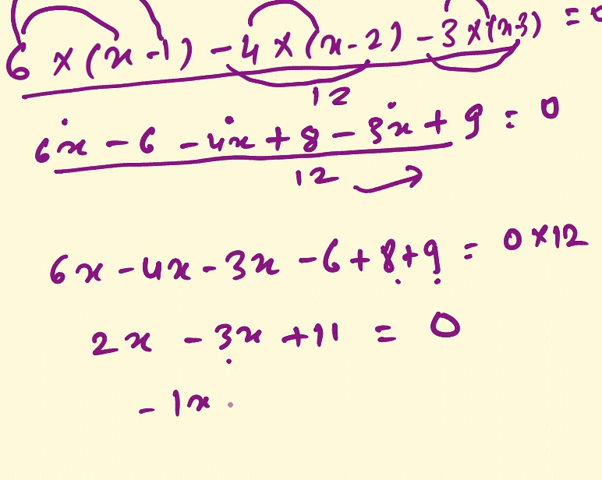 6 × (x - 1) - 4 × (x - 2) - 3 × (x - 3) = 0
12
6x - 6 - 4x + 8 - 3x + 9 = 0
12
6x - 4x - 3x - 6 + 8 + 9 = 0 × 12
2x - 3x + 11 = 0
- 1x